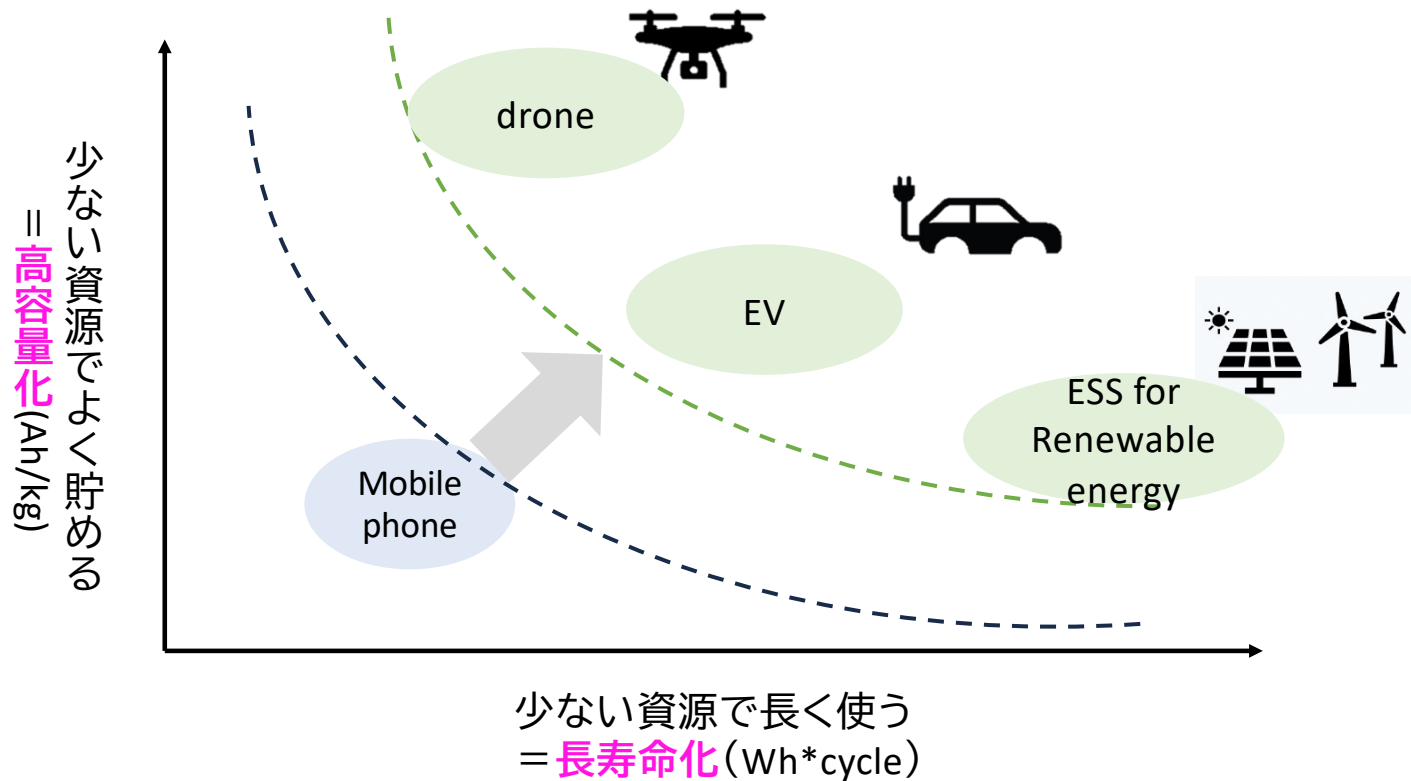 少ない資源でよく貯める
＝高容量化(Ah/kg)
drone
EV
ESS for
Renewable
energy
Mobile
phone
少ない資源で長く使う
＝長寿命化(Wh*cycle)